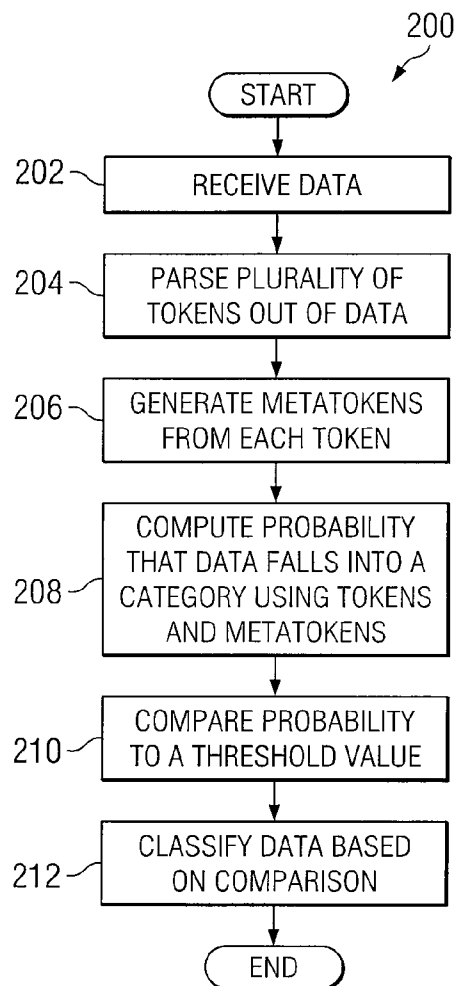 200
START
202
RECEIVE DATA
204
PARSE PLURALITY OF
TOKENS OUT OF DATA
206
GENERATE METATOKENS
FROM EACH TOKEN
208
COMPUTE PROBABILITY
THAT DATA FALLS INTO A
CATEGORY USING TOKENS
AND METATOKENS
210
COMPARE PROBABILITY
TO A THRESHOLD VALUE
212
CLASSIFY DATA BASED
ON COMPARISON
END